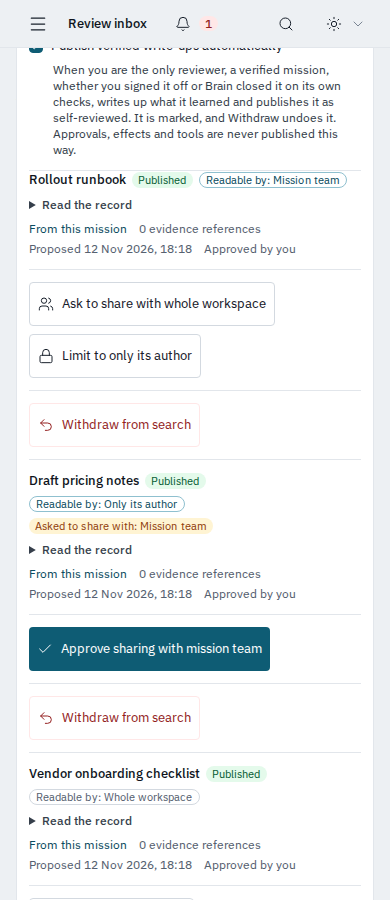 Review inbox
1
Publish verified write-ups automatically
When you are the only reviewer, a verified mission,
whether you signed it off or Brain closed it on its own
checks, writes up what it learned and publishes it as
self-reviewed. It is marked, and Withdraw undoes it.
Approvals, effects and tools are never published this
way.
Rollout runbook Published Readable by: Mission team
Read the record
From this mission 0 evidence references
Proposed 12 Nov 2026, 18:18 Approved by you
Ask to share with whole workspace
Limit to only its author
Withdraw from search
Draft pricing notes Published
Readable by: Only its author
Asked to share with: Mission team
Read the record
From this mission 0 evidence references
Proposed 12 Nov 2026, 18:18 Approved by you
Approve sharing with mission team
Withdraw from search
Vendor onboarding checklist Published
Readable by: Whole workspace
Read the record
From this mission 0 evidence references
Proposed 12 Nov 2026, 18:18 Approved by you